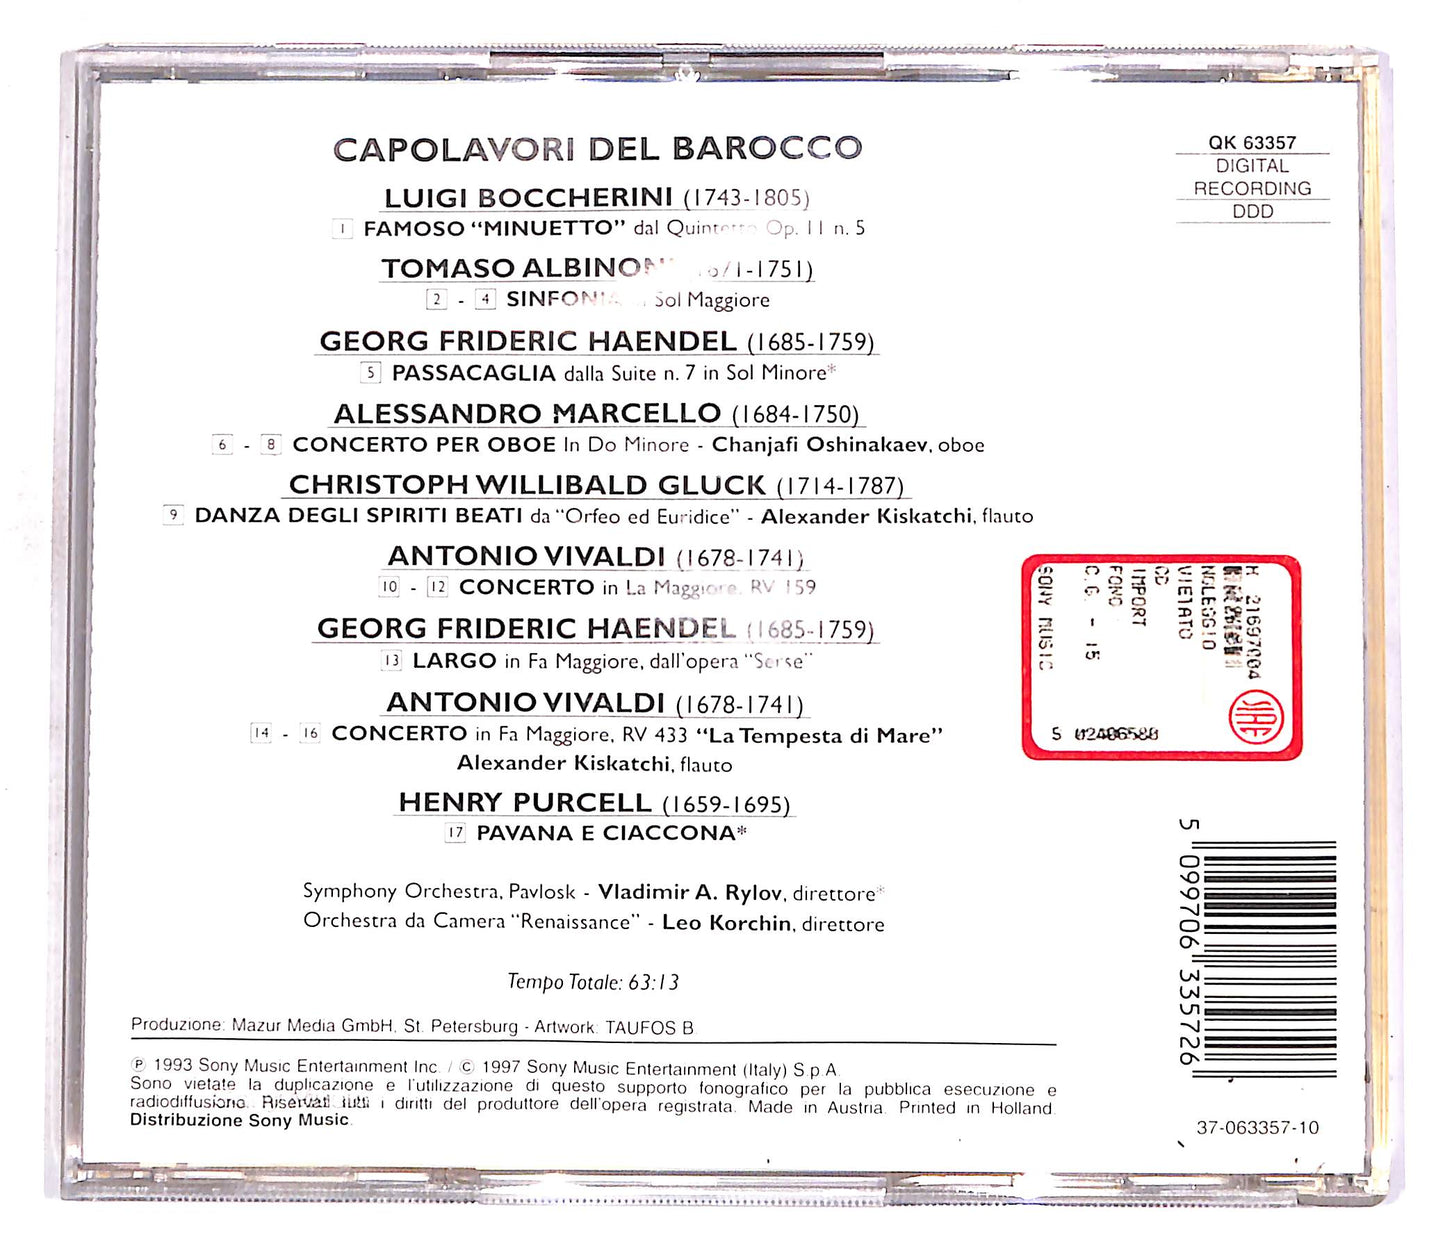 CAPOLAVORI DEL BAROCCO
LUIGI BOCCHERINI (1743-1805)
1 FAMOSO “MINUETTO” dal Quintetto Op. 11 n. 5
TOMASO ALBINONI (1671-1751)
2 - 4 SINFONIA in Sol Maggiore
GEORG FRIDERIC HAENDEL (1685-1759)
5 PASSACAGLIA dalla Suite n. 7 in Sol Minore*
ALESSANDRO MARCELLO (1684-1750)
6 - 8 CONCERTO PER OBOE In Do Minore - Chanjafi Oshinakaev, oboe
CHRISTOPH WILLIBALD GLUCK (1714-1787)
9 DANZA DEGLI SPIRITI BEATI da “Orfeo ed Euridice” - Alexander Kiskatchi, flauto
ANTONIO VIVALDI (1678-1741)
10 - 12 CONCERTO in La Maggiore, RV 159
GEORG FRIDERIC HAENDEL (1685-1759)
13 LARGO in Fa Maggiore, dall'opera “Serse”
ANTONIO VIVALDI (1678-1741)
14 - 16 CONCERTO in Fa Maggiore, RV 433 “La Tempesta di Mare”
Alexander Kiskatchi, flauto
HENRY PURCELL (1659-1695)
17 PAVANA E CIACCONA*
Symphony Orchestra, Pavlosk - Vladimir A. Rylov, direttore*
Orchestra da Camera “Renaissance” - Leo Korchin, direttore
Tempo Totale: 63:13
Produzione: Mazur Media GmbH, St. Petersburg - Artwork: TAUFOS B.
℗ 1993 Sony Music Entertainment Inc. / © 1997 Sony Music Entertainment (Italy) S.p.A.
Sono vietate la duplicazione e l'utilizzazione di questo supporto fonografico per la pubblica esecuzione e
radiodiffusione. Riservati tutti i diritti del produttore dell'opera registrata. Made in Austria. Printed in Holland.
Distribuzione Sony Music.
QK 63357
DIGITAL
RECORDING
DDD
M 21697004
NOLEGGIO
VIETATO
CD
IMPORT
FONO
C.G. - 15
SONY MUSIC
SIAE
S 02406580
5 099706 335726
37-063357-10